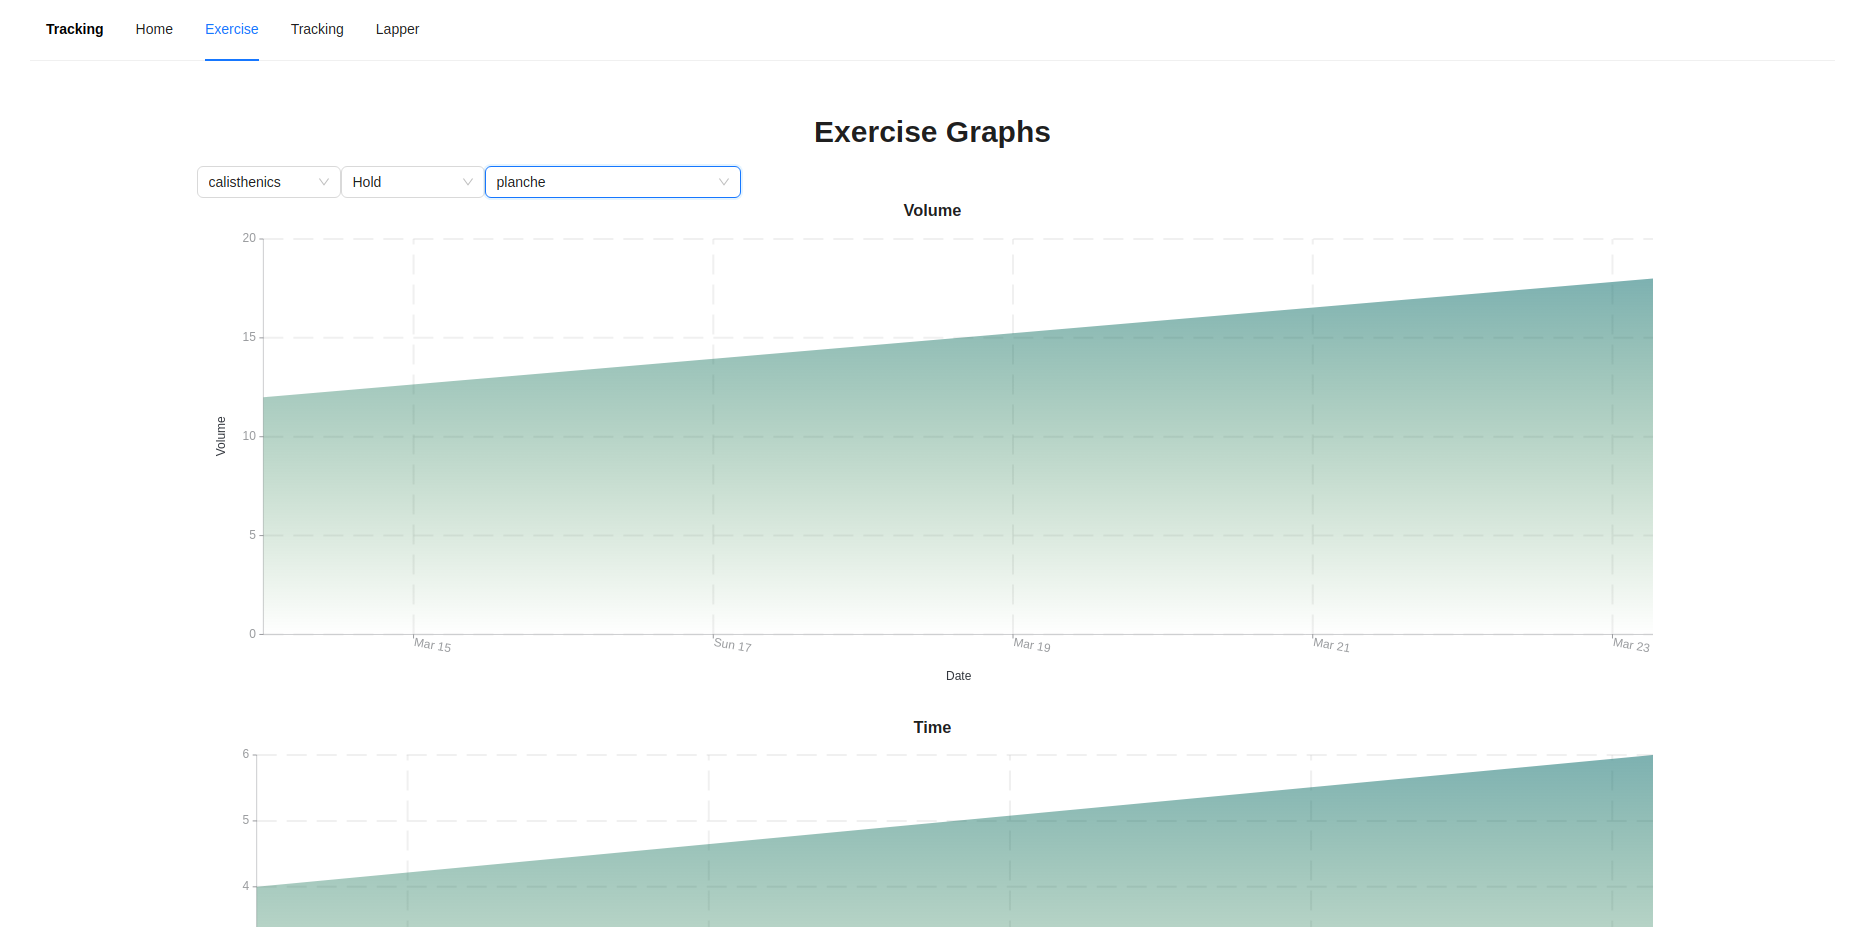 Tracking Home Exercise Tracking Lapper
Exercise Graphs
calisthenics Hold planche
Volume
20
15
10
5
0
Volume
Mar 15 Sun 17 Mar 19 Mar 21 Mar 23
Date
Time
6
5
4